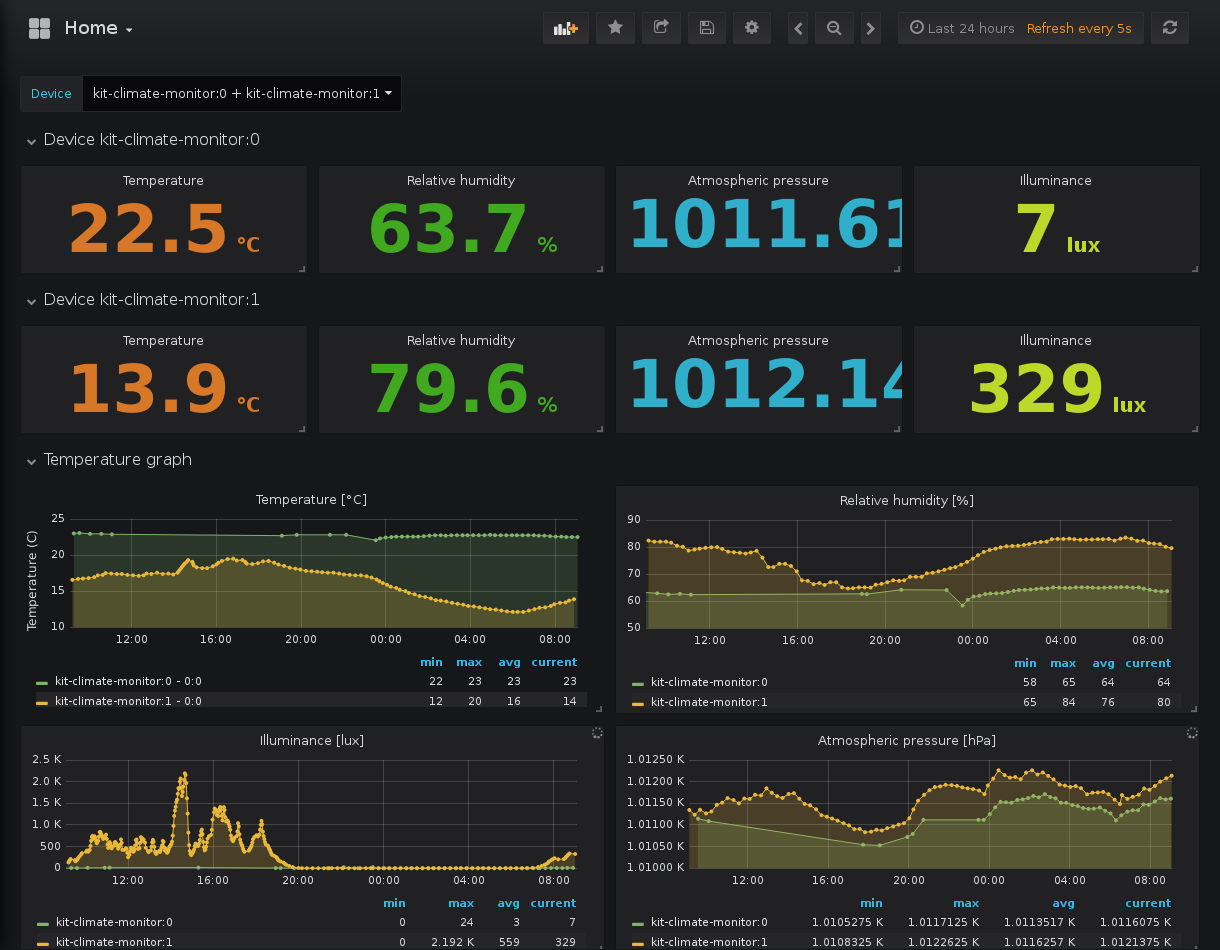 Home
Last 24 hours Refresh every 5s
Device kit-climate-monitor:0 + kit-climate-monitor:1
Device kit-climate-monitor:0
Temperature Relative humidity Atmospheric pressure Illuminance
22.5 °C 63.7 % 1011.61 7 lux
Device kit-climate-monitor:1
Temperature Relative humidity Atmospheric pressure Illuminance
13.9 °C 79.6 % 1012.14 329 lux
Temperature graph
Temperature [°C]
Temperature (C)
25
20
15
10
12:00 16:00 20:00 00:00 04:00 08:00
min max avg current
kit-climate-monitor:0 - 0:0 22 23 23 23
kit-climate-monitor:1 - 0:0 12 20 16 14
Relative humidity [%]
90
80
70
60
50
12:00 16:00 20:00 00:00 04:00 08:00
min max avg current
kit-climate-monitor:0 58 65 64 64
kit-climate-monitor:1 65 84 76 80
Illuminance [lux]
2.5 K
2.0 K
1.5 K
1.0 K
500
0
12:00 16:00 20:00 00:00 04:00 08:00
min max avg current
kit-climate-monitor:0 0 24 3 7
kit-climate-monitor:1 0 2.192 K 559 329
Atmospheric pressure [hPa]
1.01250 K
1.01200 K
1.01150 K
1.01100 K
1.01050 K
1.01000 K
12:00 16:00 20:00 00:00 04:00 08:00
min max avg current
kit-climate-monitor:0 1.0105275 K 1.0117125 K 1.0113517 K 1.0116075 K
kit-climate-monitor:1 1.0108325 K 1.0122625 K 1.0116257 K 1.0121375 K